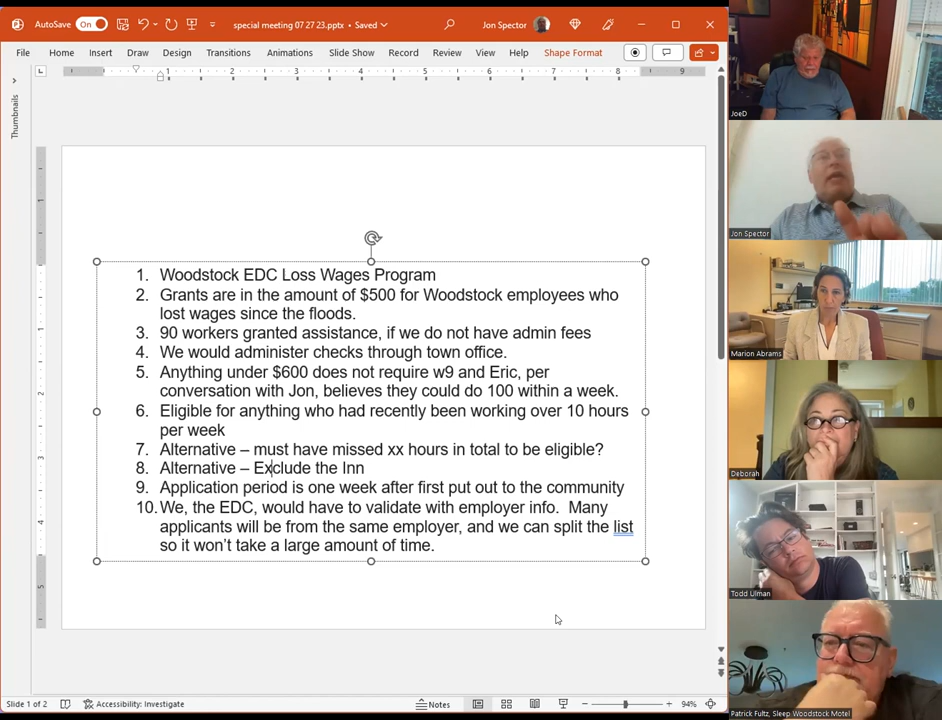 AutoSave On special meeting 07 27 23.pptx • Saved Jon Spector
File Home Insert Draw Design Transitions Animations Slide Show Record Review View Help Shape Format
1 2 3 4 5 6 7 8 9
Thumbnails
1. Woodstock EDC Loss Wages Program
2. Grants are in the amount of $500 for Woodstock employees who
lost wages since the floods.
3. 90 workers granted assistance, if we do not have admin fees
4. We would administer checks through town office.
5. Anything under $600 does not require w9 and Eric, per
conversation with Jon, believes they could do 100 within a week.
6. Eligible for anything who had recently been working over 10 hours
per week
7. Alternative – must have missed xx hours in total to be eligible?
8. Alternative – Exclude the Inn
9. Application period is one week after first put out to the community
10. We, the EDC, would have to validate with employer info. Many
applicants will be from the same employer, and we can split the list
so it won't take a large amount of time.
Slide 1 of 2 Accessibility: Investigate Notes 94%
JoeD
Jon Spector
Marion Abrams
Deborah
Todd Ulman
Patrick Fultz, Sleep Woodstock Motel